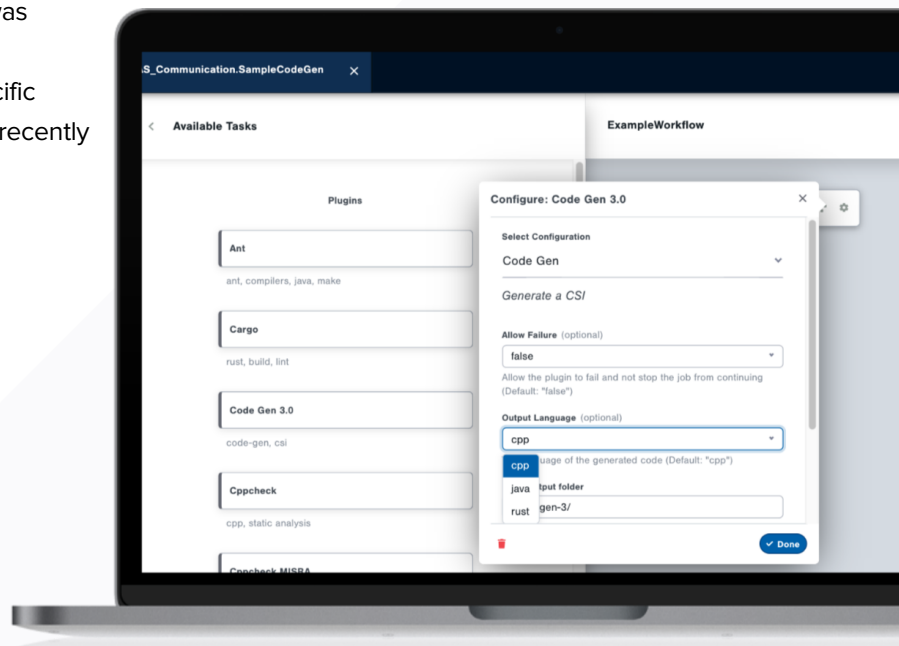 was
cific
recently
.S_Communication.SampleCodeGen
Available Tasks
ExampleWorkflow
Plugins
Ant
ant, compilers, java, make
Cargo
rust, build, lint
Code Gen 3.0
code-gen, csi
Cppcheck
cpp, static analysis
Cppcheck MISRA
Configure: Code Gen 3.0
Select Configuration
Code Gen
Generate a CSI
Allow Failure (optional)
false
Allow the plugin to fail and not stop the job from continuing
(Default: "false")
Output Language (optional)
cpp
uage of the generated code (Default: "cpp")
cpp
java
rust
tput folder
gen-3/
Done